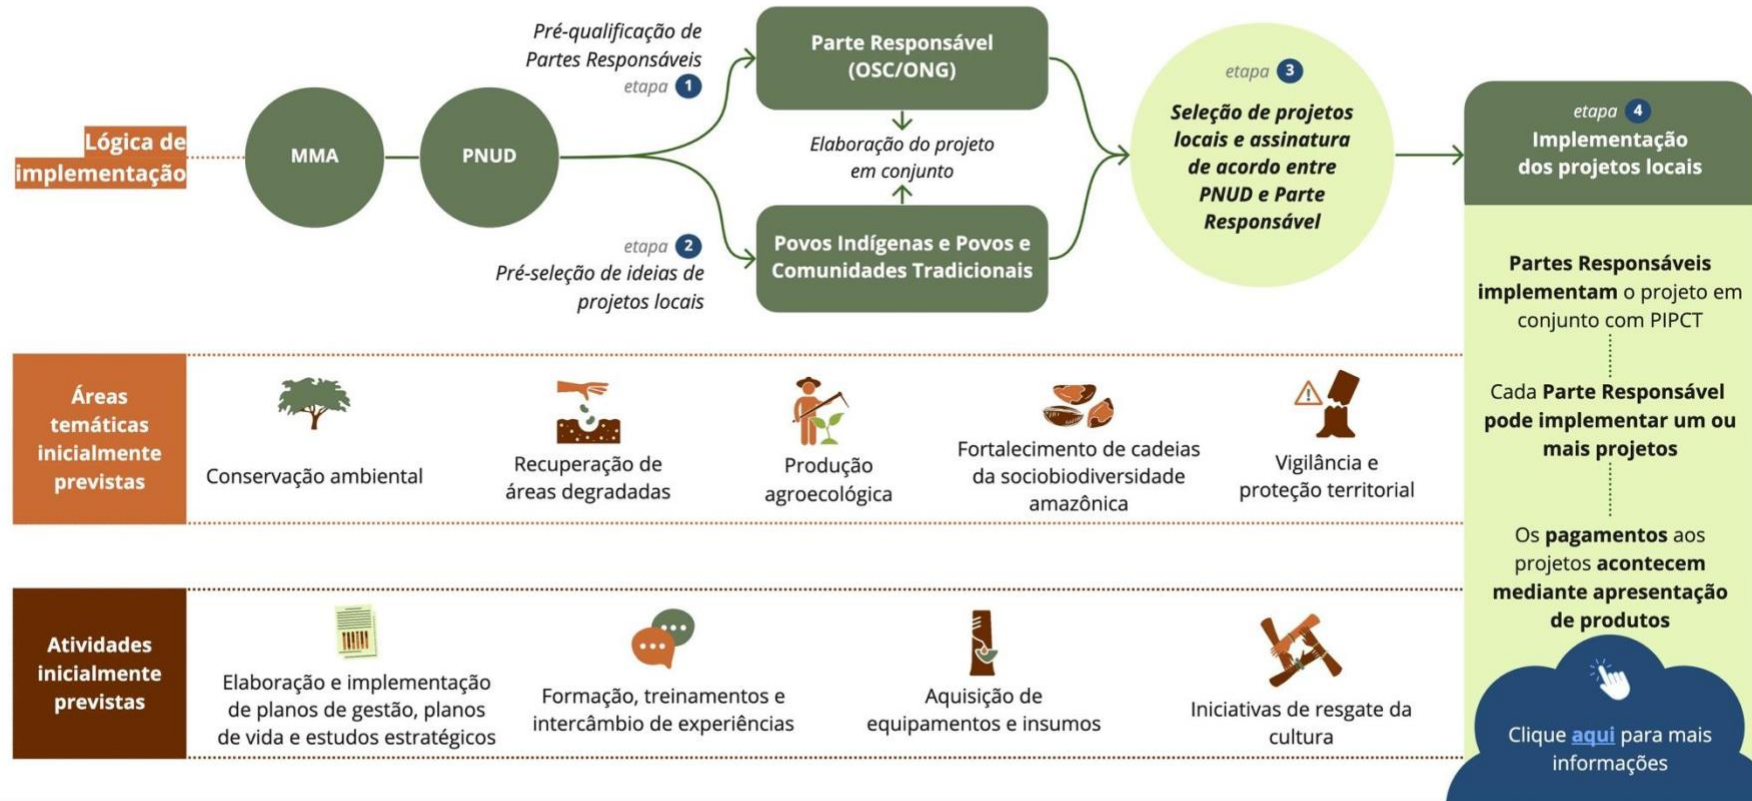 Lógica de
implementação
MMA
PNUD
Pré-qualificação de
Partes Responsáveis
etapa 1
etapa 2
Pré-seleção de ideias de
projetos locais
Parte Responsável
(OSC/ONG)
Elaboração do projeto
em conjunto
Povos Indígenas e Povos e
Comunidades Tradicionais
etapa 3
Seleção de projetos
locais e assinatura
de acordo entre
PNUD e Parte
Responsável
etapa 4
Implementação
dos projetos locais
Partes Responsáveis
implementam o projeto em
conjunto com PIPCT
Cada Parte Responsável
pode implementar um ou
mais projetos
Os pagamentos aos
projetos acontecem
mediante apresentação
de produtos
Clique aqui para mais
informações
Áreas
temáticas
inicialmente
previstas
Conservação ambiental
Recuperação de
áreas degradadas
Produção
agroecológica
Fortalecimento de cadeias
da sociobiodiversidade
amazônica
Vigilância e
proteção territorial
Atividades
inicialmente
previstas
Elaboração e implementação
de planos de gestão, planos
de vida e estudos estratégicos
Formação, treinamentos e
intercâmbio de experiências
Aquisição de
equipamentos e insumos
Iniciativas de resgate da
cultura